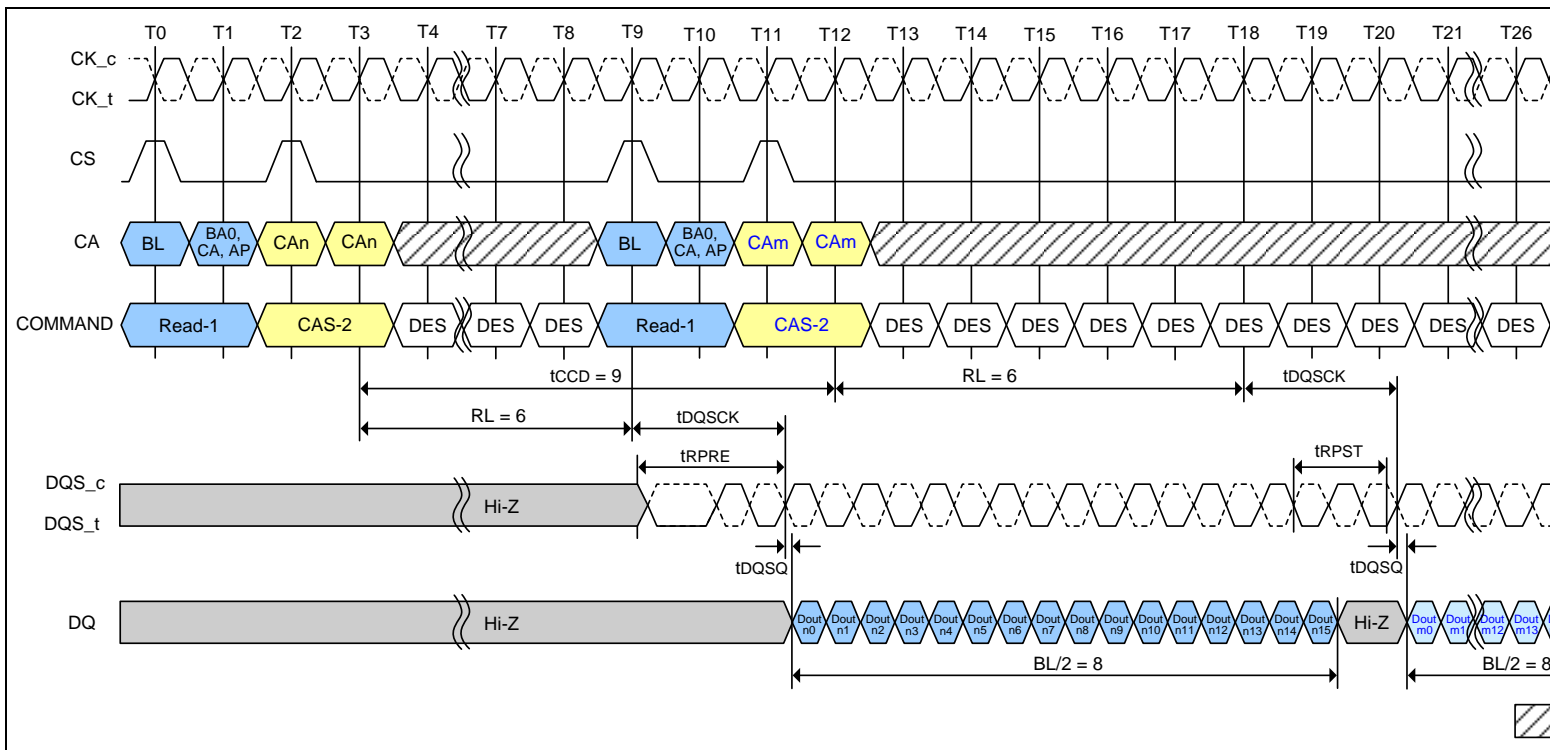 T0 T1 T2 T3 T4 T7 T8 T9 T10 T11 T12 T13 T14 T15 T16 T17 T18 T19 T20 T21 T26
CK_c
CK_t
CS
CA BL BA0, CA, AP CAn CAn BL BA0, CA, AP CAm CAm
COMMAND Read-1 CAS-2 DES DES DES Read-1 CAS-2 DES DES DES DES DES DES DES DES DES DES
tCCD = 9 RL = 6 tDQSCK
RL = 6 tDQSCK
tRPRE tRPST
DQS_c
Hi-Z
DQS_t
tDQSQ tDQSQ
DQ Hi-Z Dout n0 Dout n1 Dout n2 Dout n3 Dout n4 Dout n5 Dout n6 Dout n7 Dout n8 Dout n9 Dout n10 Dout n11 Dout n12 Dout n13 Dout n14 Dout n15 Hi-Z Dout m0 Dout m1 Dout m12 Dout m13
BL/2 = 8 BL/2 = 8